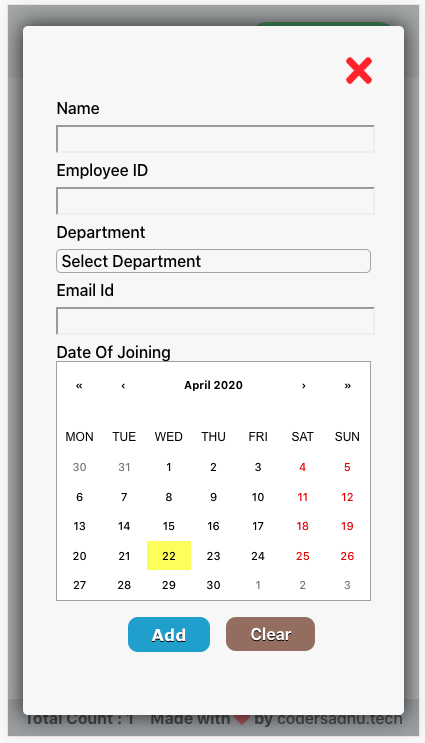 Name
Employee ID
Department
Select Department
Email Id
Date Of Joining
« ‹ April 2020 › »
MON TUE WED THU FRI SAT SUN
30 31 1 2 3 4 5
6 7 8 9 10 11 12
13 14 15 16 17 18 19
20 21 22 23 24 25 26
27 28 29 30 1 2 3
Add Clear
Total Count : 1 Made with ❤ by codersadhu.tech